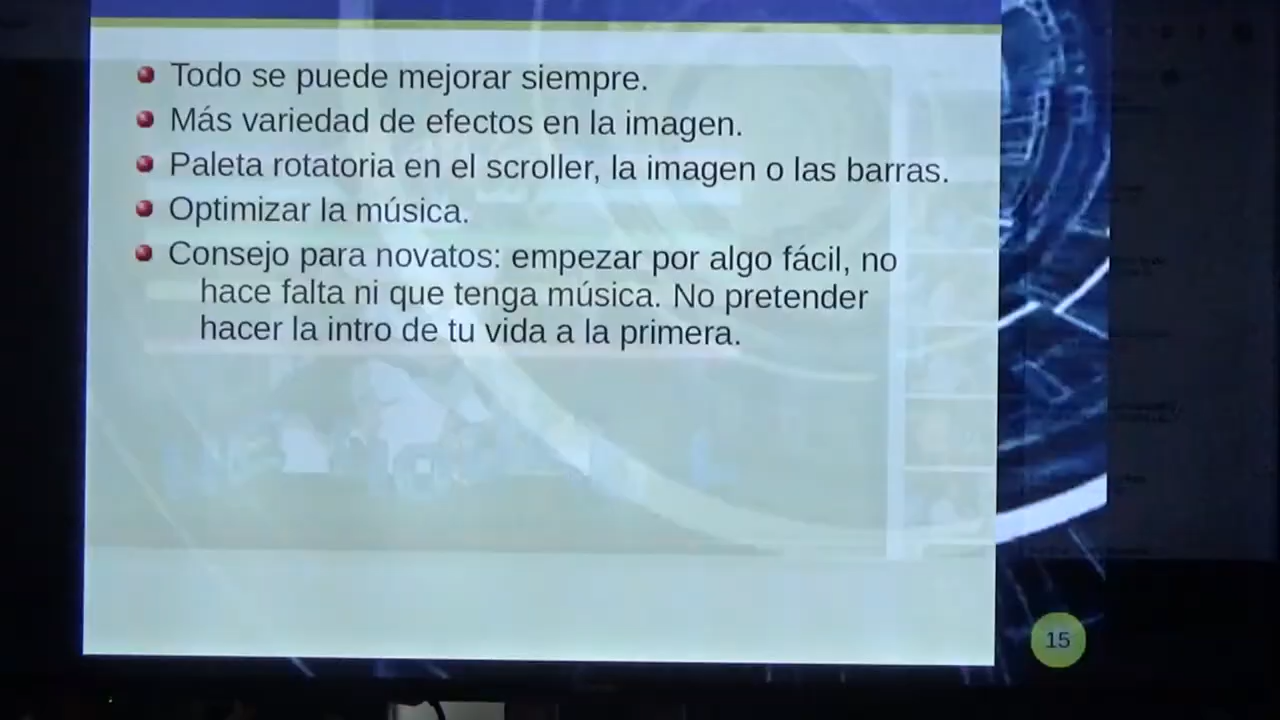 Todo se puede mejorar siempre.
Más variedad de efectos en la imagen.
Paleta rotatoria en el scroller, la imagen o las barras.
Optimizar la música.
Consejo para novatos: empezar por algo fácil, no
hace falta ni que tenga música. No pretender
hacer la intro de tu vida a la primera.
15